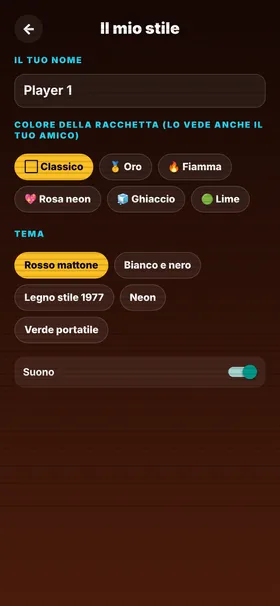 Il mio stile
IL TUO NOME
Player 1
COLORE DELLA RACCHETTA (LO VEDE ANCHE IL
TUO AMICO)
Classico
Oro
Fiamma
Rosa neon
Ghiaccio
Lime
TEMA
Rosso mattone
Bianco e nero
Legno stile 1977
Neon
Verde portatile
Suono